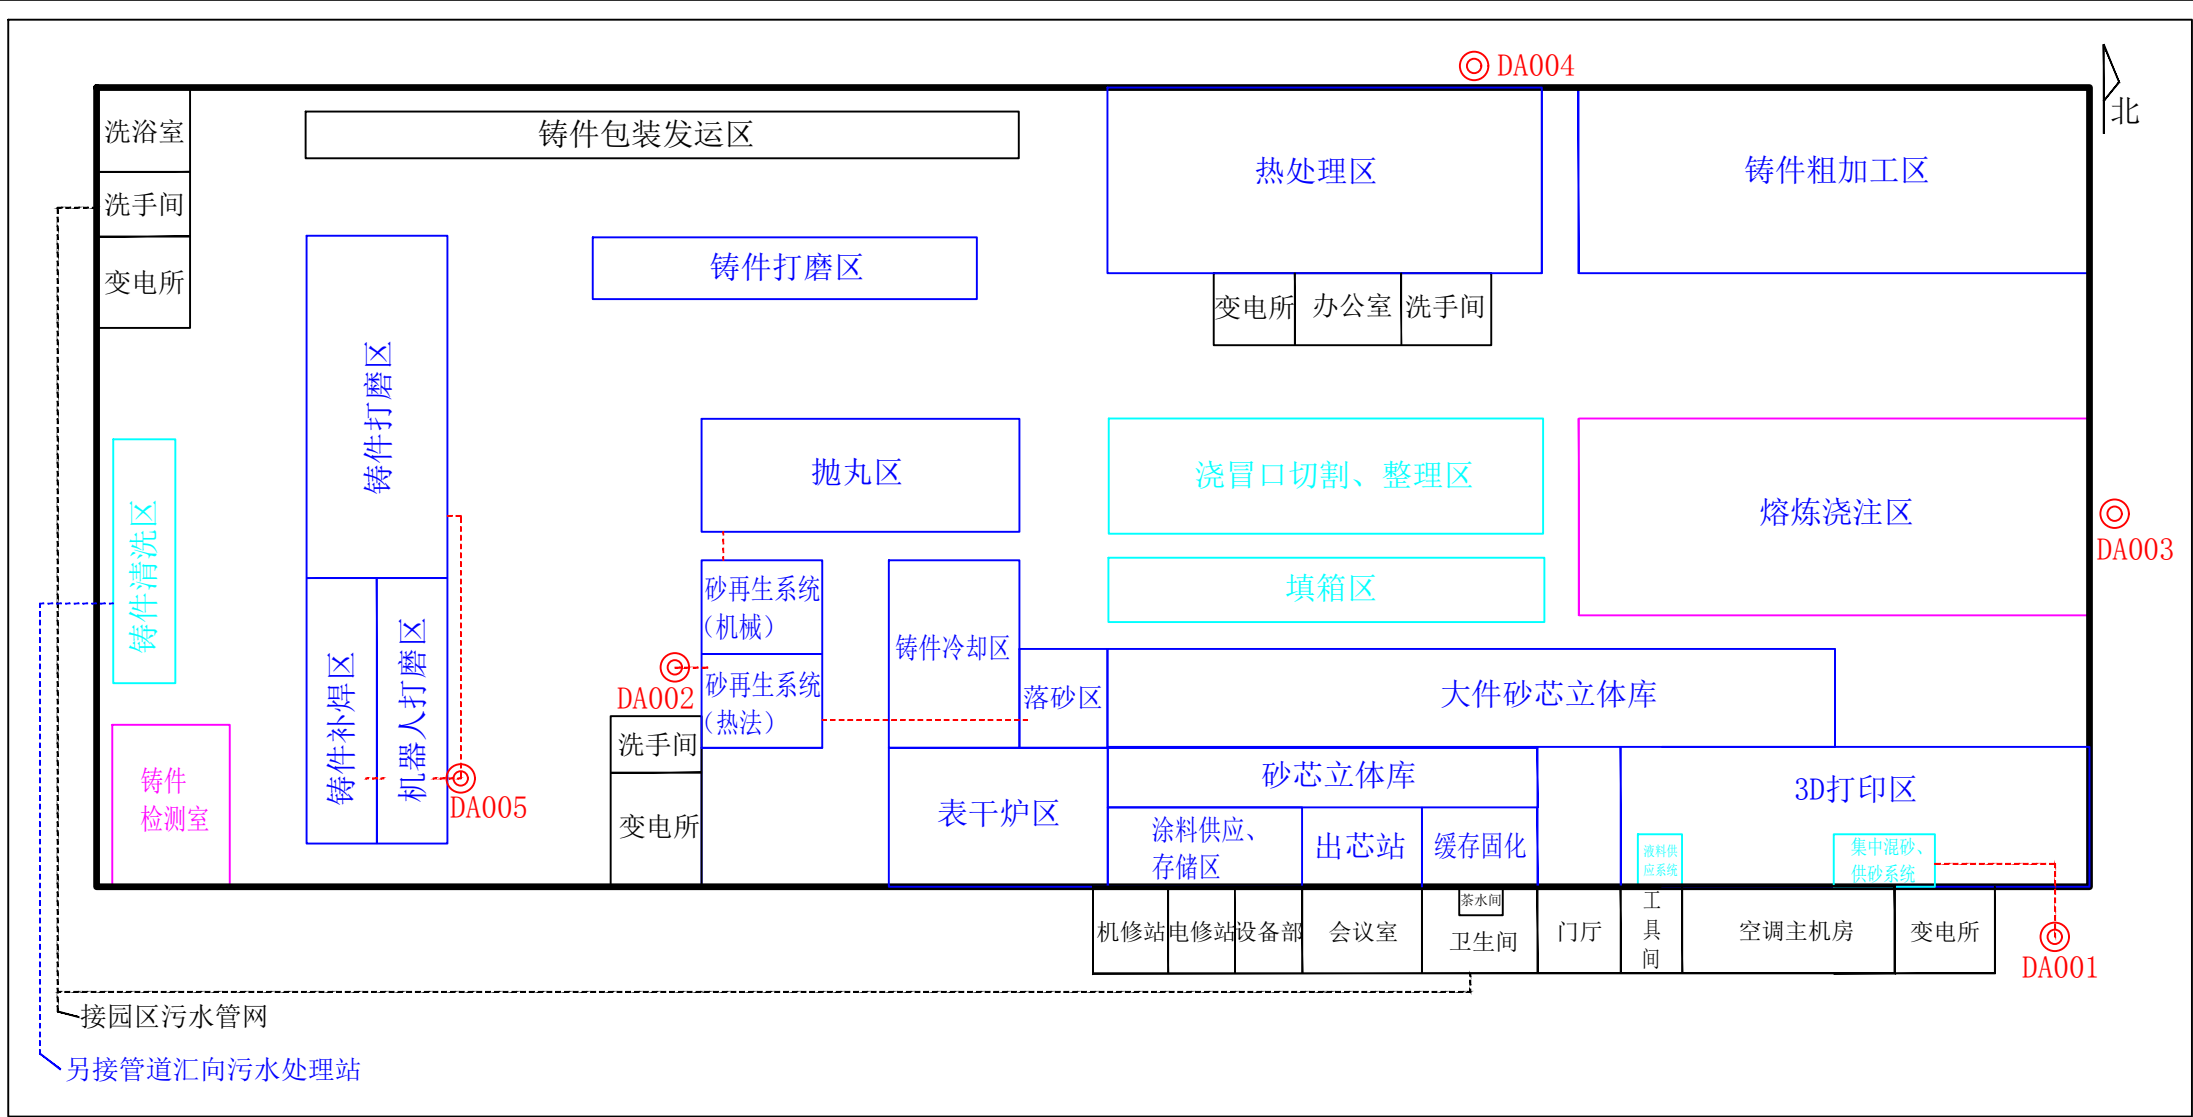 DA004
北
洗浴室
铸件包装发运区
热处理区
铸件粗加工区
洗手间
变电所
铸件打磨区
变电所
办公室
洗手间
铸件打磨区
抛丸区
浇冒口切割、整理区
熔炼浇注区
DA003
铸件清洗区
砂再生系统
(机械)
填箱区
铸件冷却区
DA002
砂再生系统
(热法)
落砂区
大件砂芯立体库
铸件补焊区
机器人打磨区
洗手间
砂芯立体库
3D打印区
铸件
检测室
DA005
变电所
表干炉区
涂料供应、
存储区
出芯站
缓存固化
液料供
应系统
集中混砂、
供砂系统
机修站
电修站
设备部
会议室
茶水间
卫生间
门厅
工
具
间
空调主机房
变电所
DA001
接园区污水管网
另接管道汇向污水处理站